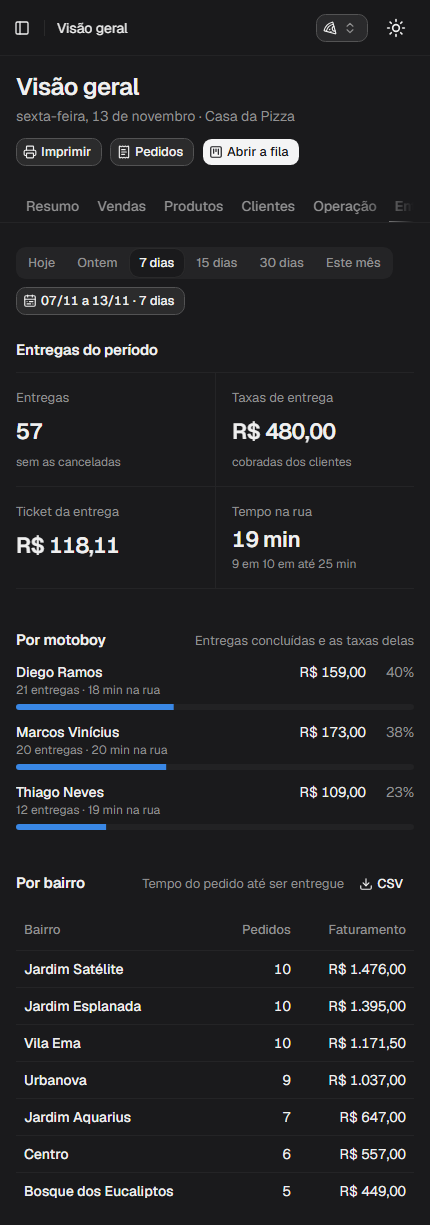 Visão geral
Visão geral
sexta-feira, 13 de novembro · Casa da Pizza
Imprimir Pedidos Abrir a fila
Resumo Vendas Produtos Clientes Operação
Hoje Ontem 7 dias 15 dias 30 dias Este mês
07/11 a 13/11 · 7 dias
Entregas do período
Entregas Taxas de entrega
57 R$ 480,00
sem as canceladas cobradas dos clientes
Ticket da entrega Tempo na rua
R$ 118,11 19 min
9 em 10 em até 25 min
Por motoboy Entregas concluídas e as taxas delas
Diego Ramos R$ 159,00 40%
21 entregas · 18 min na rua
Marcos Vinícius R$ 173,00 38%
20 entregas · 20 min na rua
Thiago Neves R$ 109,00 23%
12 entregas · 19 min na rua
Por bairro Tempo do pedido até ser entregue CSV
Bairro Pedidos Faturamento
Jardim Satélite 10 R$ 1.476,00
Jardim Esplanada 10 R$ 1.395,00
Vila Ema 10 R$ 1.171,50
Urbanova 9 R$ 1.037,00
Jardim Aquarius 7 R$ 647,00
Centro 6 R$ 557,00
Bosque dos Eucaliptos 5 R$ 449,00